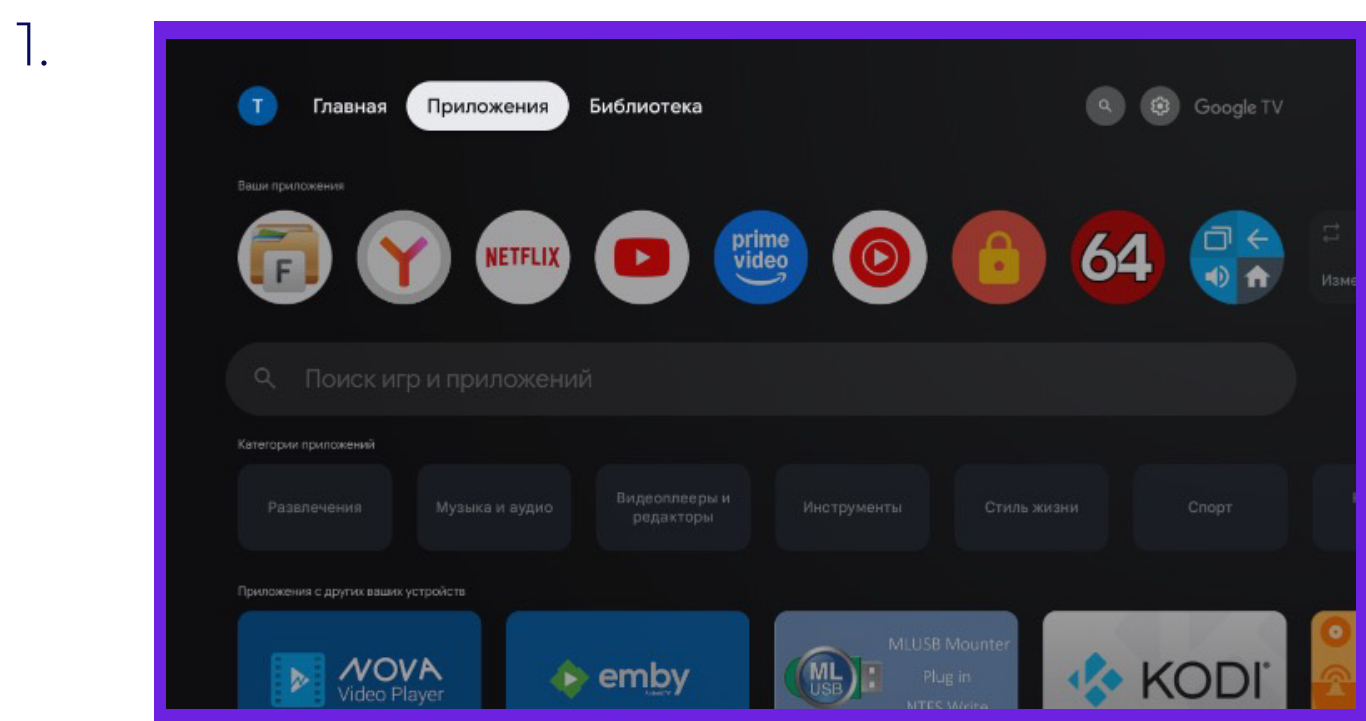 1.
T Главная Приложения Библиотека Google TV
Ваши приложения
F Y NETFLIX prime video 64
Изме
Поиск игр и приложений
Категории приложений
Развлечения
Музыка и аудио
Видеоплееры и
редакторы
Инструменты
Стиль жизни
Спорт
Приложения с других ваших устройств
NOVA
Video Player
emby
ML
USB
MLUSB Mounter
Plug in
NTFS Write
KODI